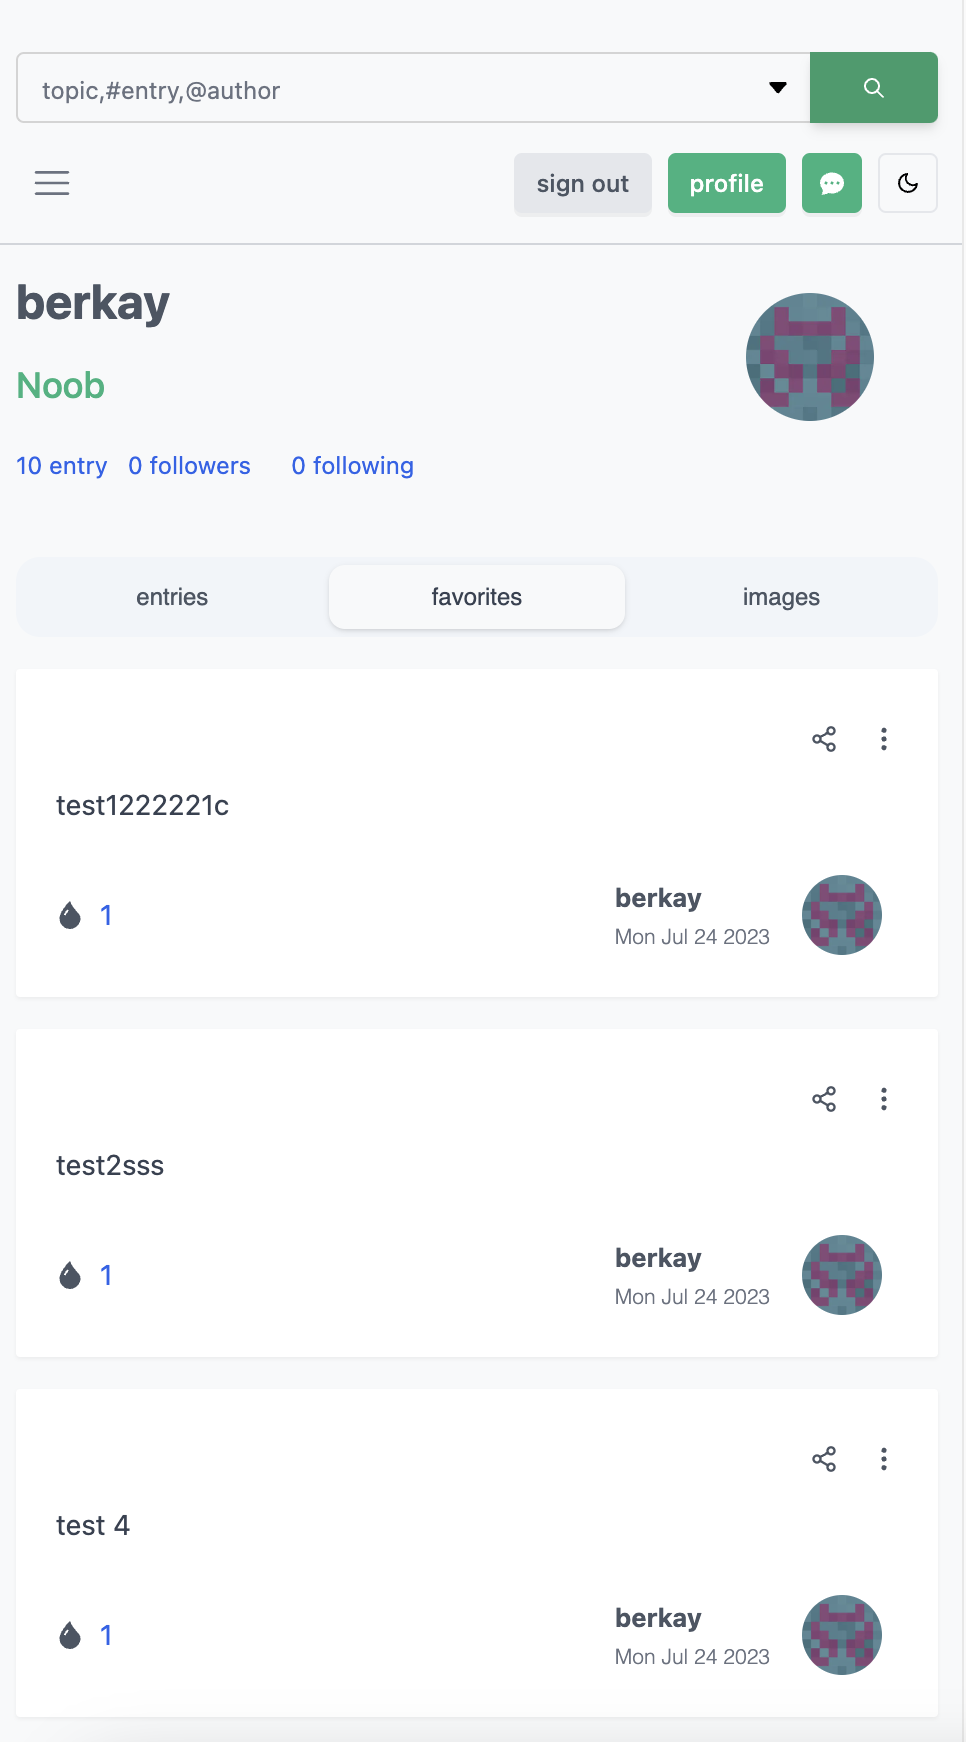 topic,#entry,@author
sign out profile
berkay
Noob
10 entry 0 followers 0 following
entries favorites images
test1222221c
1
berkay
Mon Jul 24 2023
test2sss
1
berkay
Mon Jul 24 2023
test 4
1
berkay
Mon Jul 24 2023